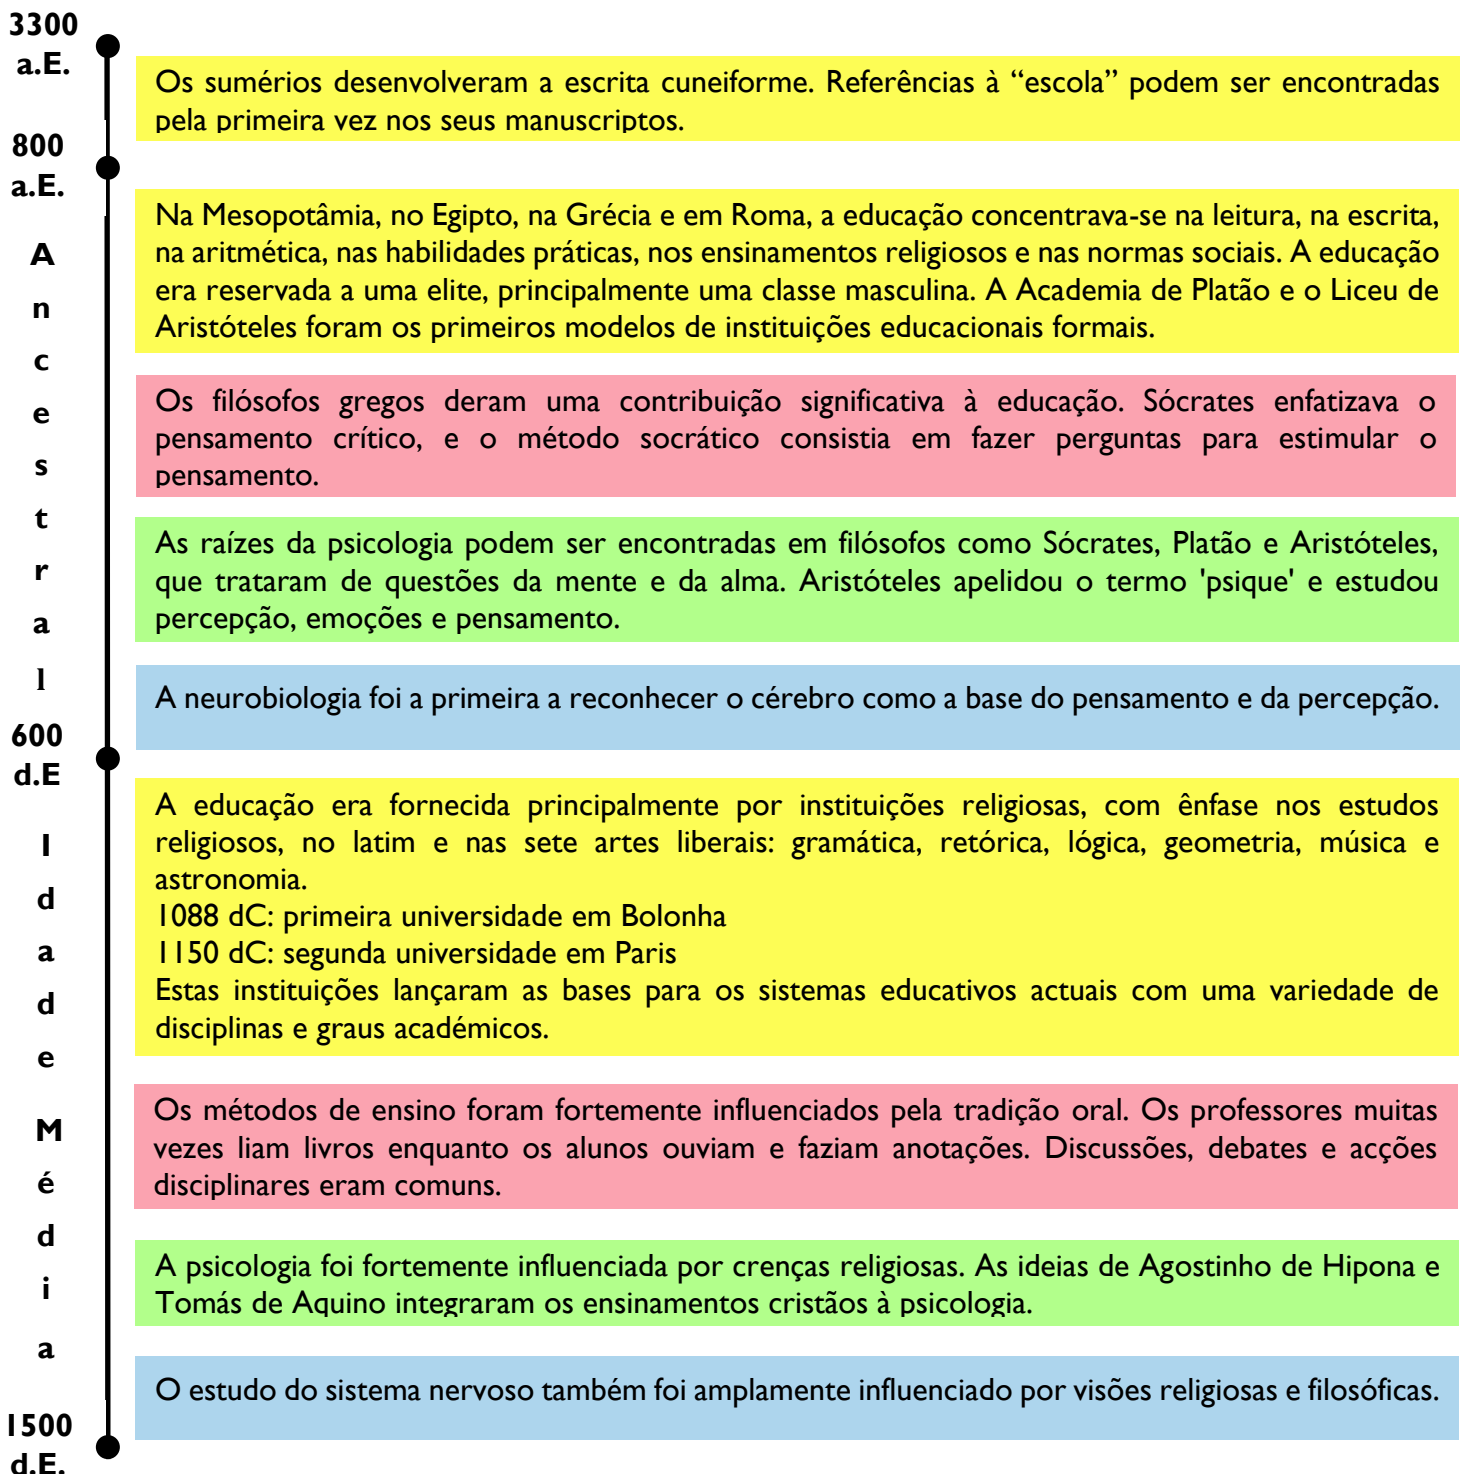 3300
a.E.
Os sumérios desenvolveram a escrita cuneiforme. Referências à “escola” podem ser encontradas
pela primeira vez nos seus manuscriptos.
800
a.E.
Na Mesopotâmia, no Egipto, na Grécia e em Roma, a educação concentrava-se na leitura, na escrita,
na aritmética, nas habilidades práticas, nos ensinamentos religiosos e nas normas sociais. A educação
era reservada a uma elite, principalmente uma classe masculina. A Academia de Platão e o Liceu de
Aristóteles foram os primeiros modelos de instituições educacionais formais.
Ancestral
Os filósofos gregos deram uma contribuição significativa à educação. Sócrates enfatizava o
pensamento crítico, e o método socrático consistia em fazer perguntas para estimular o
pensamento.
As raízes da psicologia podem ser encontradas em filósofos como Sócrates, Platão e Aristóteles,
que trataram de questões da mente e da alma. Aristóteles apelidou o termo 'psique' e estudou
percepção, emoções e pensamento.
A neurobiologia foi a primeira a reconhecer o cérebro como a base do pensamento e da percepção.
600
d.E
A educação era fornecida principalmente por instituições religiosas, com ênfase nos estudos
religiosos, no latim e nas sete artes liberais: gramática, retórica, lógica, geometria, música e
astronomia.
1088 dC: primeira universidade em Bolonha
1150 dC: segunda universidade em Paris
Estas instituições lançaram as bases para os sistemas educativos actuais com uma variedade de
disciplinas e graus académicos.
Idade Média
Os métodos de ensino foram fortemente influenciados pela tradição oral. Os professores muitas
vezes liam livros enquanto os alunos ouviam e faziam anotações. Discussões, debates e acções
disciplinares eram comuns.
A psicologia foi fortemente influenciada por crenças religiosas. As ideias de Agostinho de Hipona e
Tomás de Aquino integraram os ensinamentos cristãos à psicologia.
O estudo do sistema nervoso também foi amplamente influenciado por visões religiosas e filosóficas.
1500
d.E.